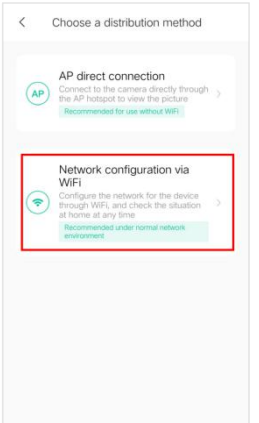 Choose a distribution method
AP direct connection
AP
Connect to the camera directly through
the AP hotspot to view the picture
Recommended for use without WiFi
Network configuration via
WiFi
Configure the network for the device
through WiFi, and check the situation
at home at any time
Recommended under normal network
environment